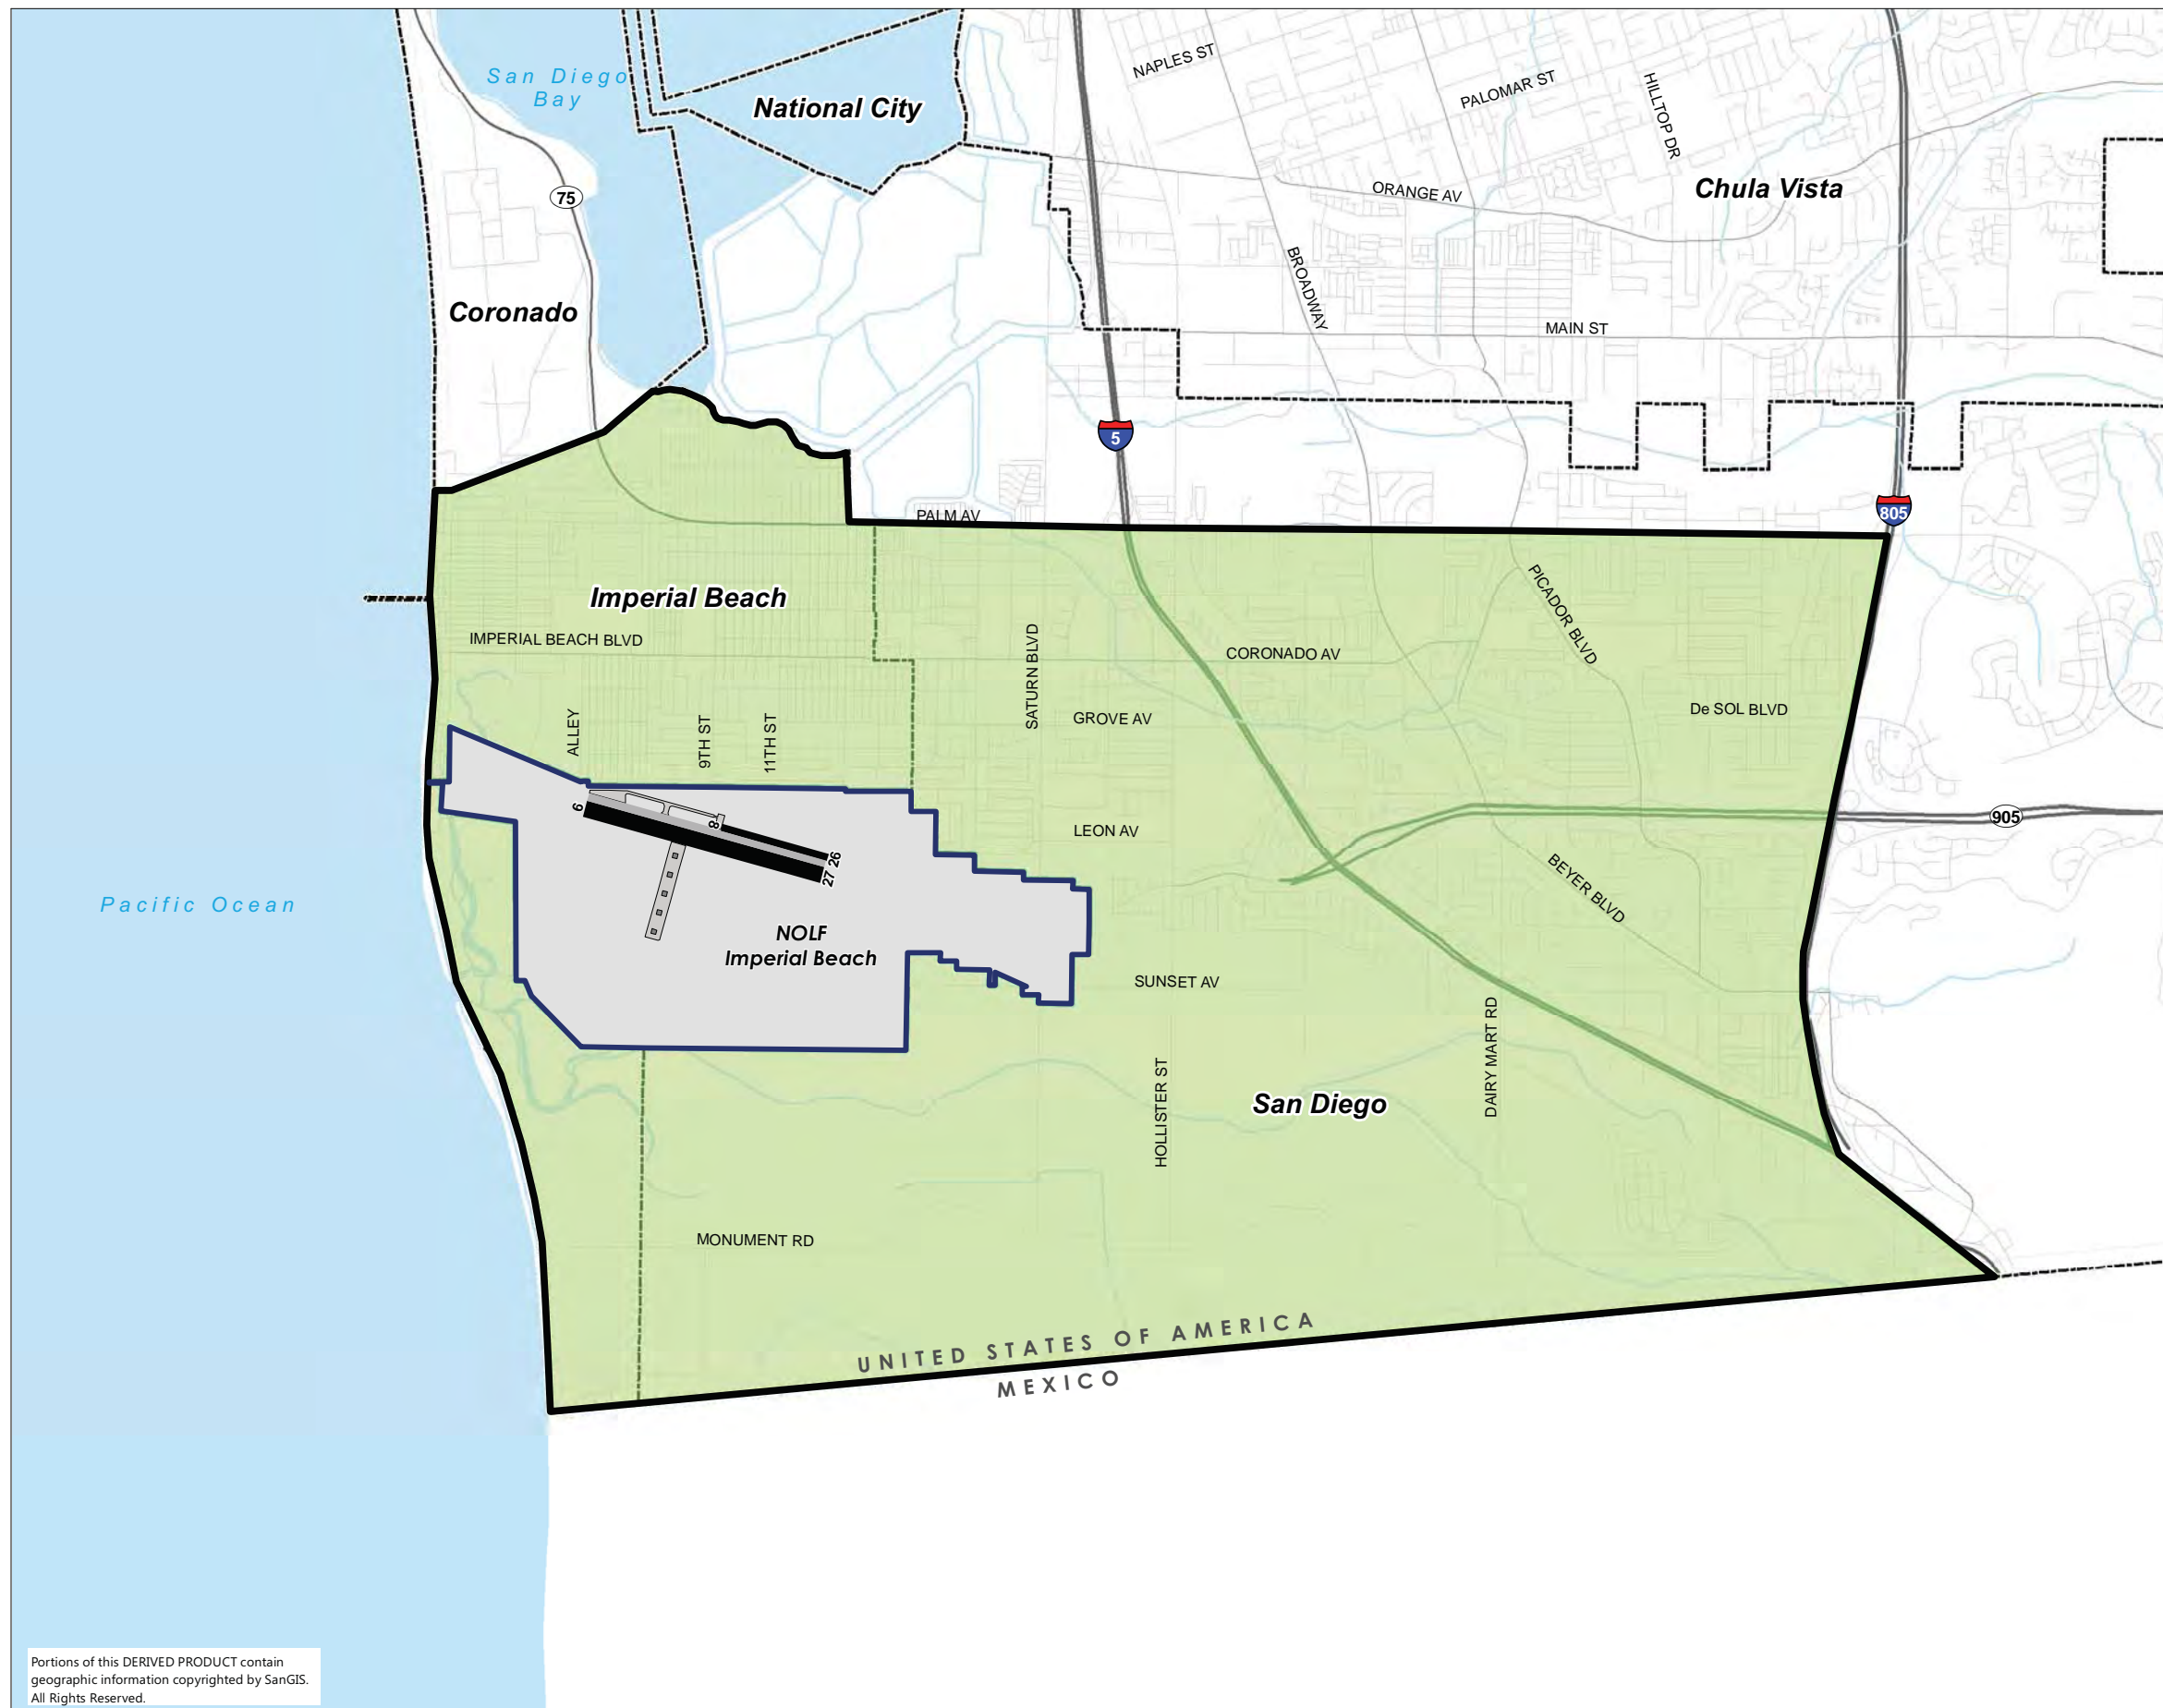 San Diego
Bay
National City
NAPLES ST
PALOMAR ST
HILLTOP DR
75
ORANGE AV
Chula Vista
Coronado
BROADWAY
MAIN ST
5
805
PALM AV
Imperial Beach
PICADOR BLVD
IMPERIAL BEACH BLVD
SATURN BLVD
CORONADO AV
De SOL BLVD
ALLEY
9TH ST
11TH ST
GROVE AV
9
8
26
27
LEON AV
905
BEYER BLVD
Pacific Ocean
NOLF
Imperial Beach
SUNSET AV
DAIRY MART RD
HOLLISTER ST
San Diego
MONUMENT RD
UNITED STATES OF AMERICA
MEXICO
Portions of this DERIVED PRODUCT contain
geographic information copyrighted by SanGIS.
All Rights Reserved.